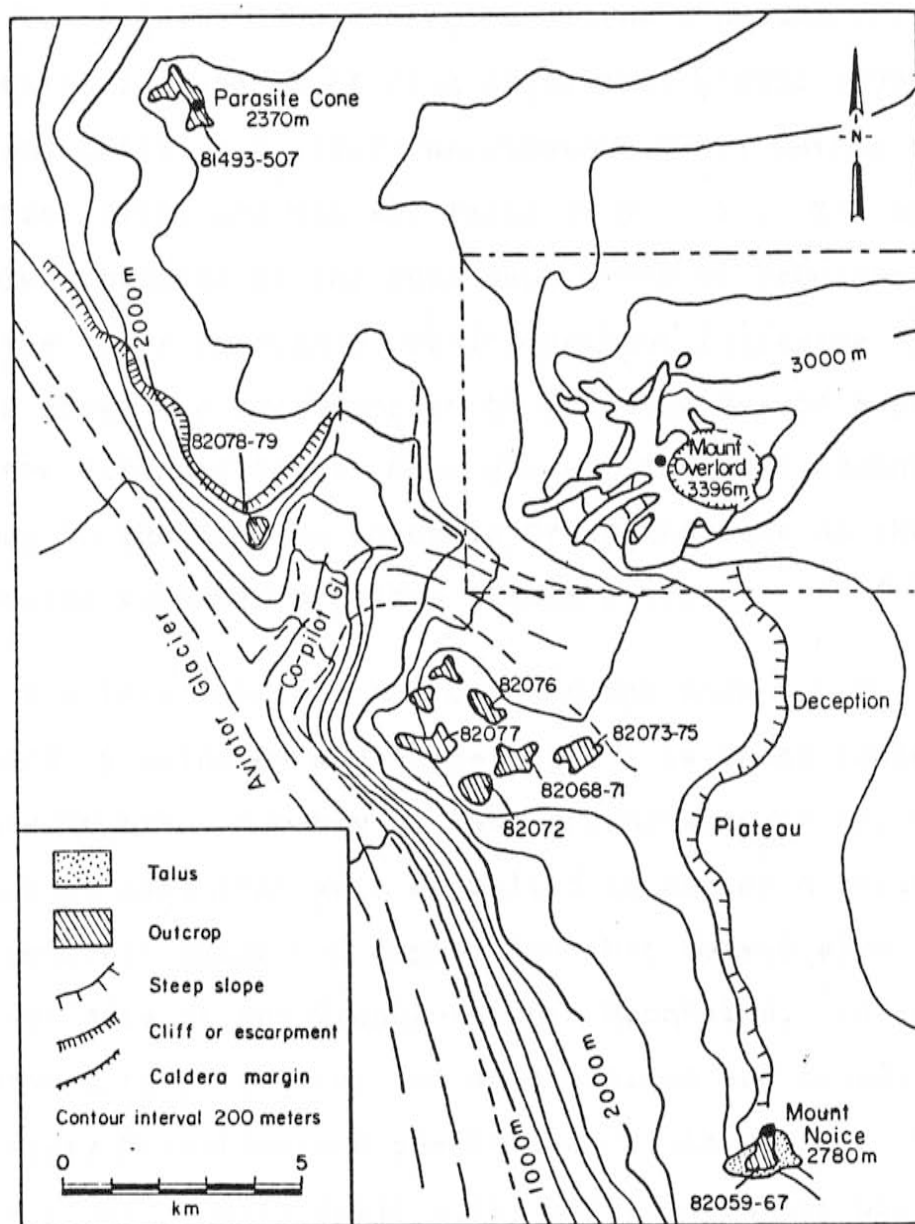 Parasite Cone
2370m
81493-507
-N-
2000m
3000 m
82078-79
Mount
Overlord
3396m
Co-pilot Gl.
Aviator Glacier
82076
Deception
82077
82073-75
82068-71
82072
Plateau
Talus
Outcrop
Steep slope
Cliff or escarpment
Caldera margin
Contour interval 200 meters
0 5
km
1000m
2000m
Mount
Noice
2780m
82059-67